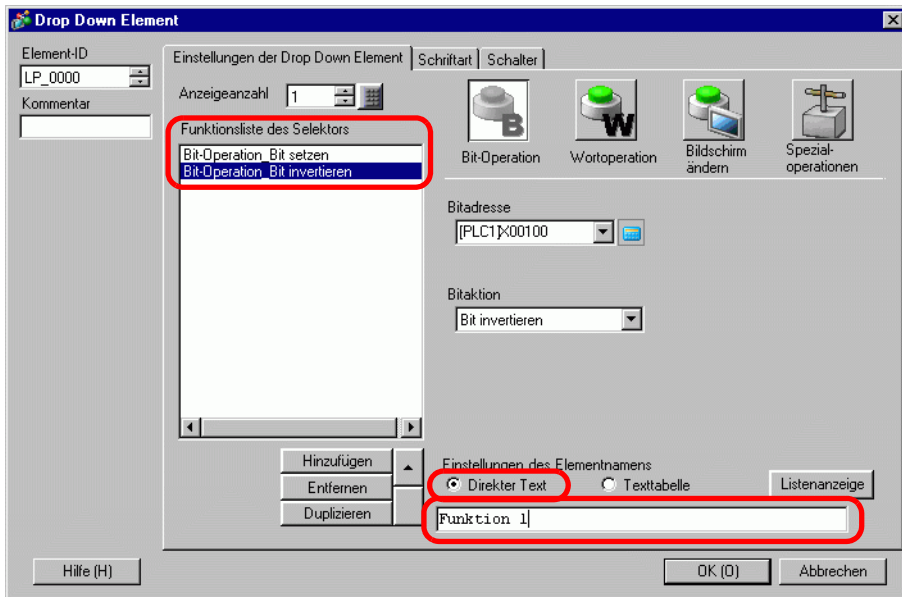 Drop Down Element
Element-ID
LP_0000
Kommentar
Einstellungen der Drop Down Element
Schriftart
Schalter
Anzeigeanzahl
1
Funktionsliste des Selektors
Bit-Operation_Bit setzen
Bit-Operation_Bit invertieren
B
Bit-Operation
W
Wortoperation
Bildschirm
ändern
Spezial-
operationen
Bitadresse
[PLC1]X00100
Bitaktion
Bit invertieren
Hinzufügen
Entfernen
Duplizieren
Einstellungen des Elementnamens
Direkter Text
Texttabelle
Listenanzeige
Funktion 1
Hilfe (H)
OK (O)
Abbrechen